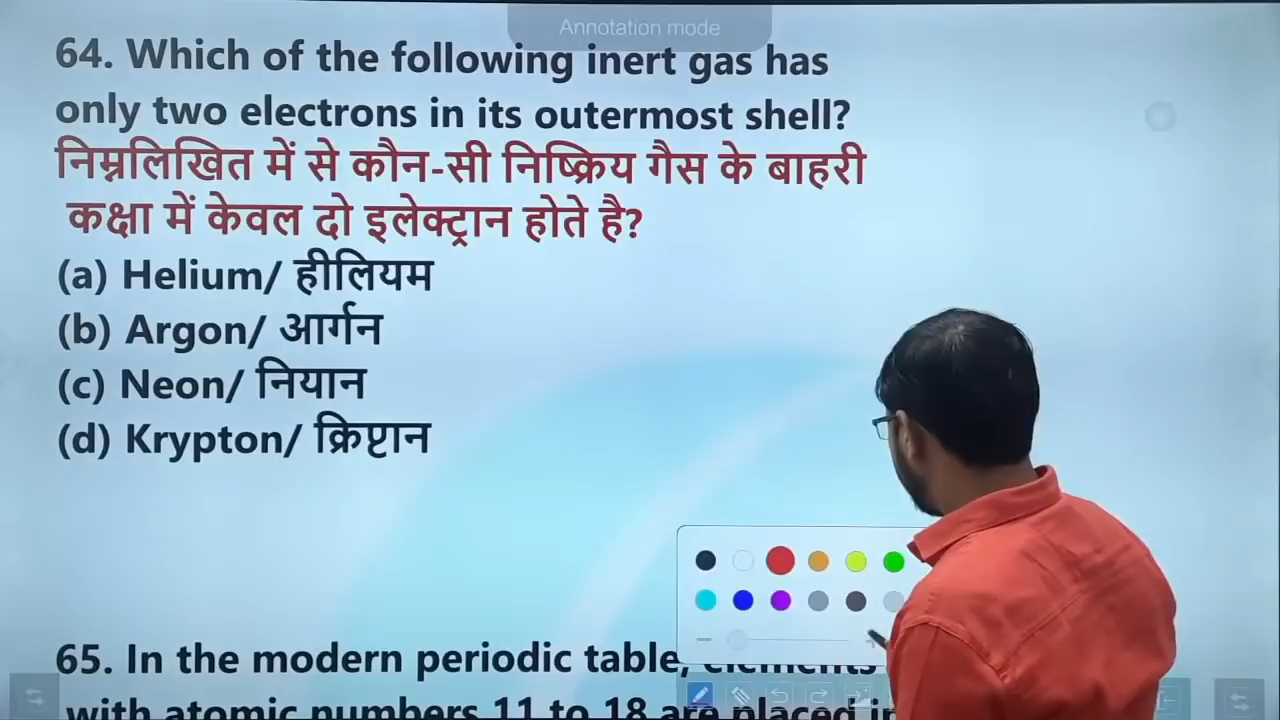 Annotation mode
64. Which of the following inert gas has
only two electrons in its outermost shell?
निम्नलिखित में से कौन-सी निष्क्रिय गैस के बाहरी
कक्षा में केवल दो इलेक्ट्रान होते है?
(a) Helium/ हीलियम
(b) Argon/ आर्गन
(c) Neon/ नियान
(d) Krypton/ क्रिप्टान
65. In the modern periodic table, elements
with atomic numbers 11 to 18 are placed in